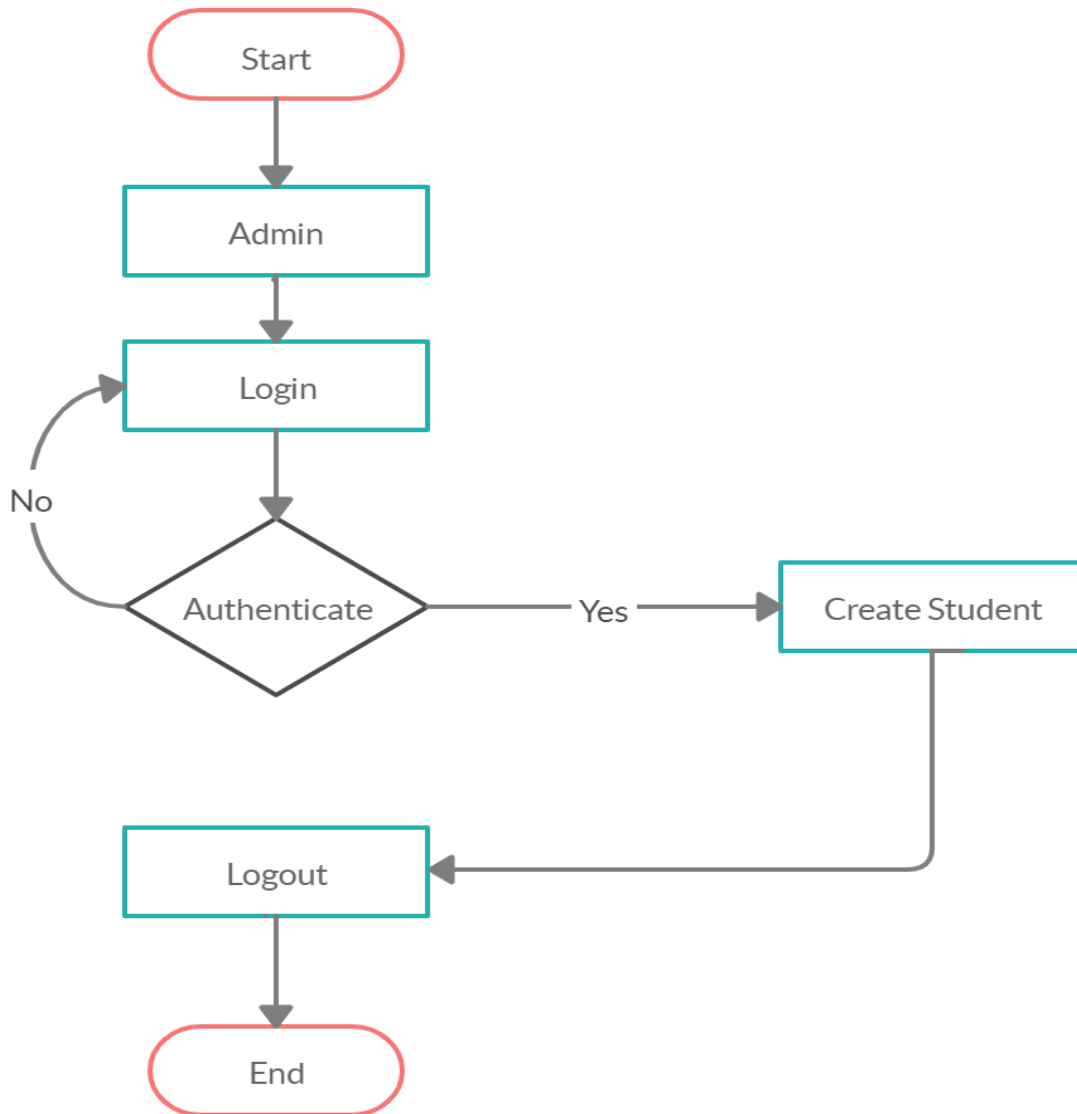 Start
Admin
Login
No
Authenticate
Yes
Create Student
Logout
End